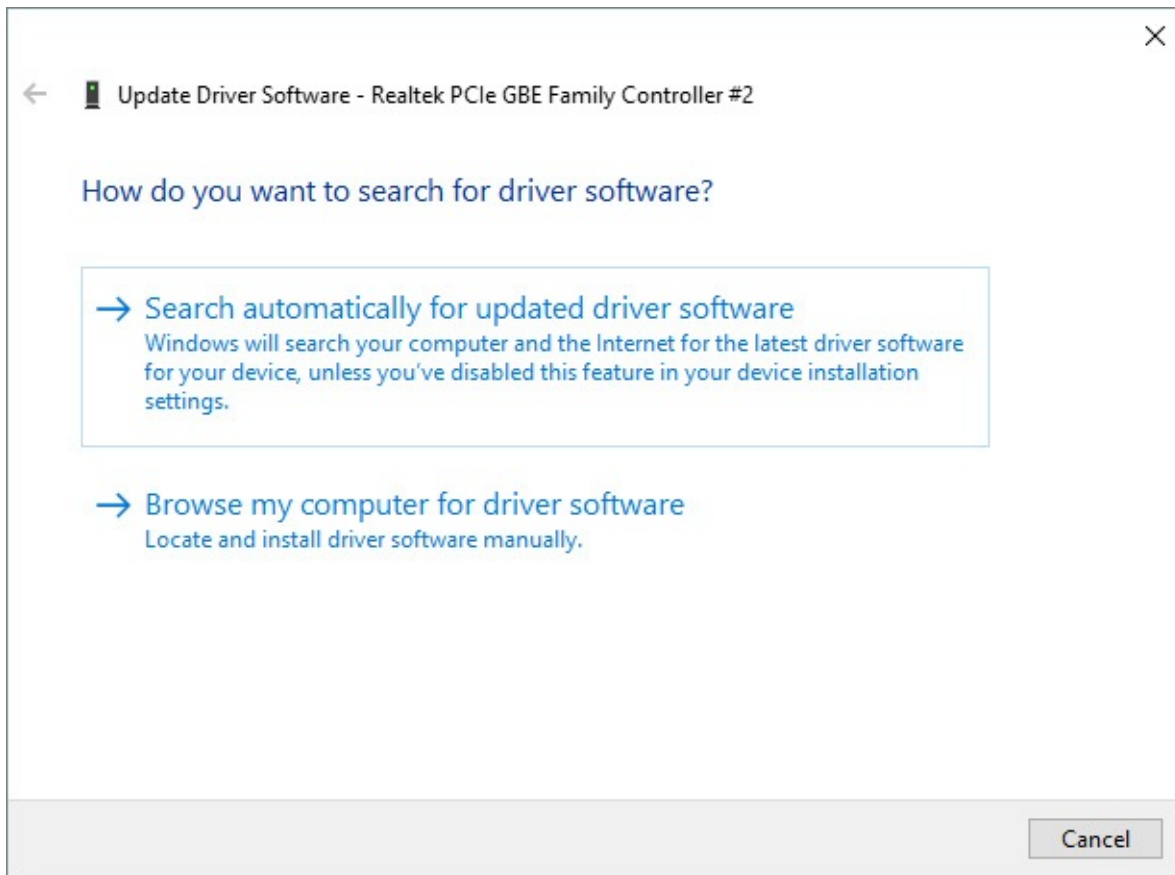 Update Driver Software - Realtek PCIe GBE Family Controller #2
How do you want to search for driver software?
Search automatically for updated driver software
Windows will search your computer and the Internet for the latest driver software
for your device, unless you've disabled this feature in your device installation
settings.
Browse my computer for driver software
Locate and install driver software manually.
Cancel